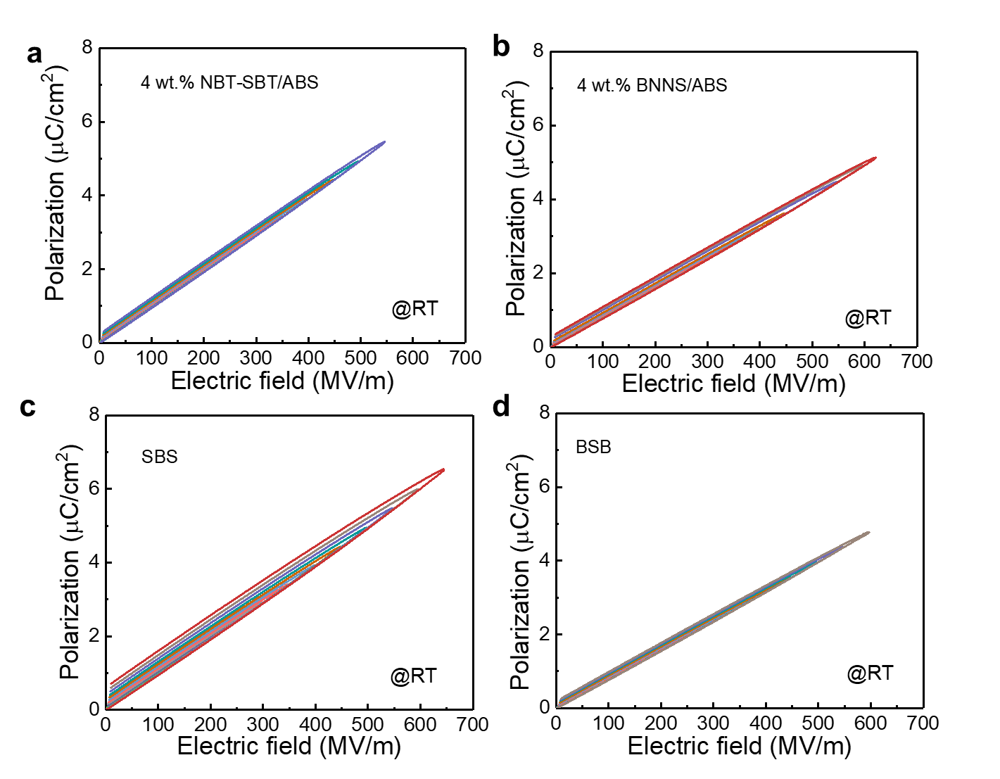 a
4 wt.% NBT-SBT/ABS
Polarization (μC/cm²)
8
6
4
2
0
@RT
0 100 200 300 400 500 600 700
Electric field (MV/m)
b
4 wt.% BNNS/ABS
Polarization (μC/cm²)
8
6
4
2
0
@RT
0 100 200 300 400 500 600 700
Electric field (MV/m)
c
SBS
Polarization (μC/cm²)
8
6
4
2
0
@RT
0 100 200 300 400 500 600 700
Electric field (MV/m)
d
BSB
Polarization (μC/cm²)
8
6
4
2
0
@RT
0 100 200 300 400 500 600 700
Electric field (MV/m)